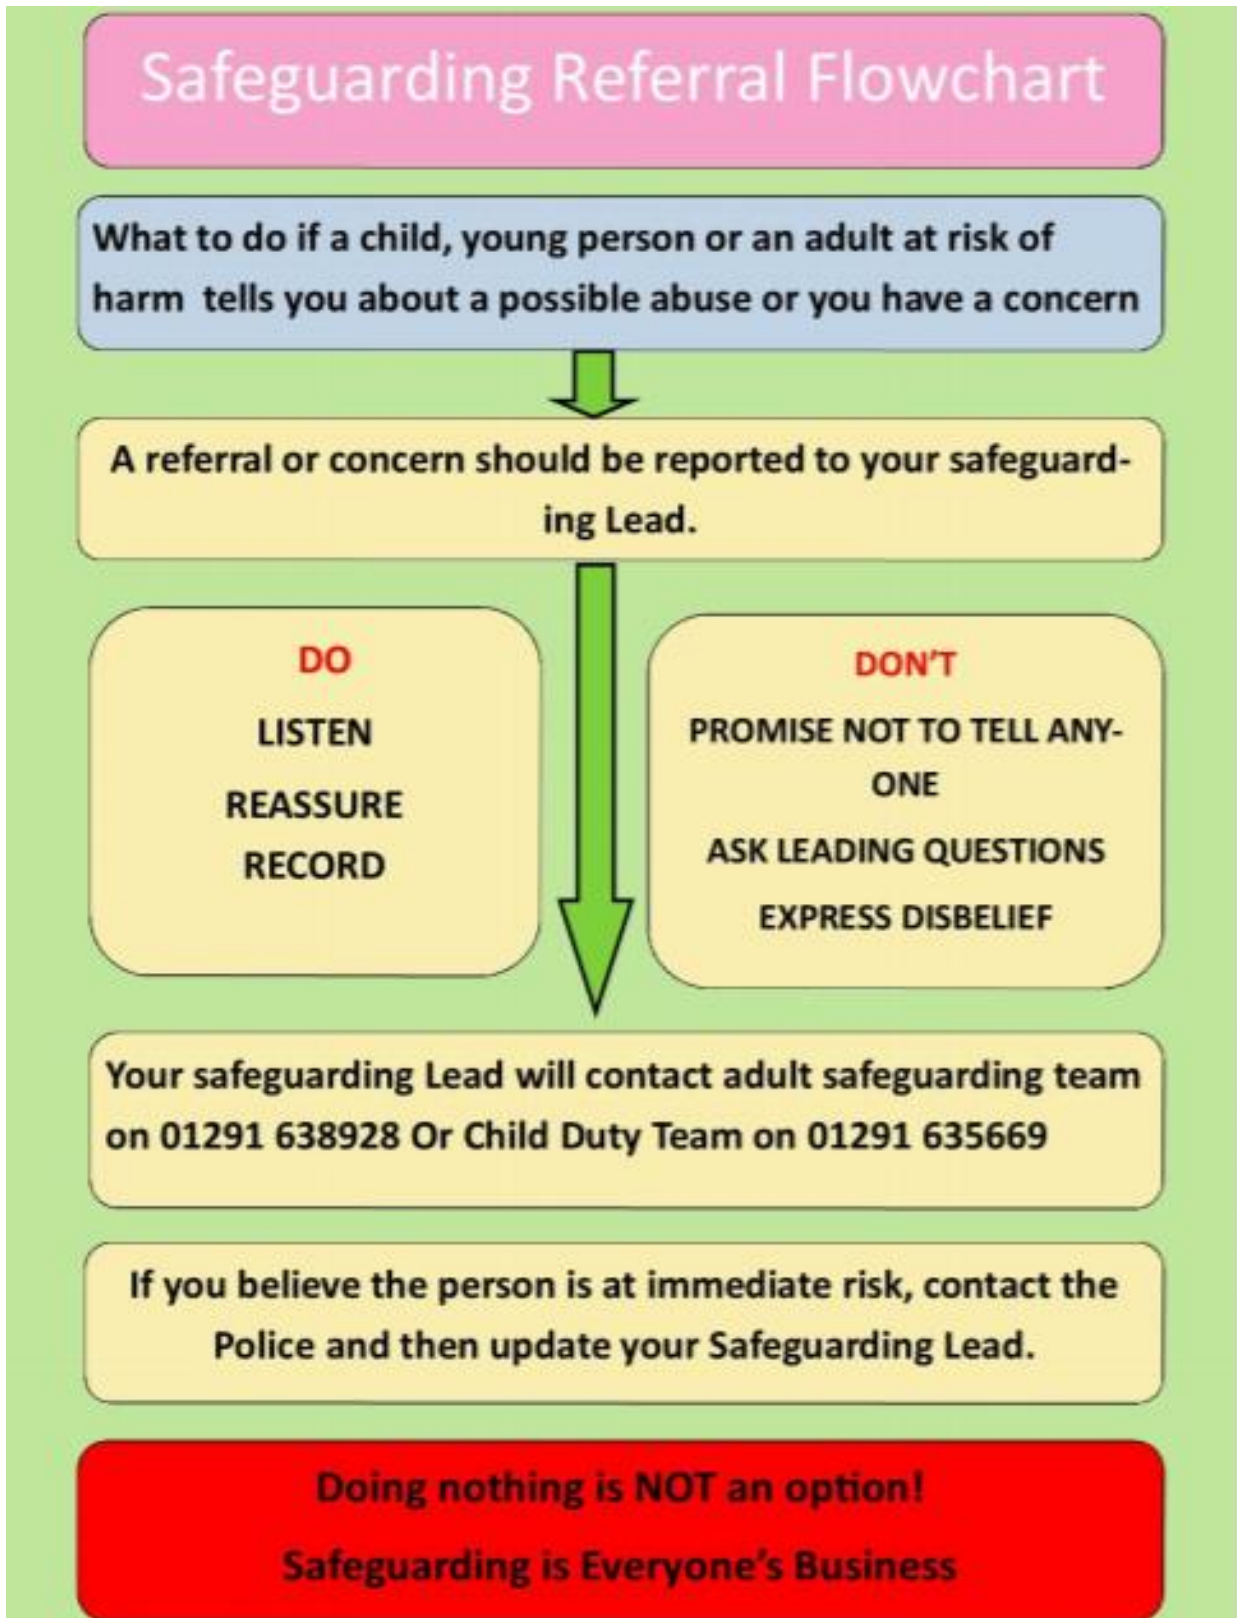 Safeguarding Referral Flowchart
What to do if a child, young person or an adult at risk of
harm tells you about a possible abuse or you have a concern
A referral or concern should be reported to your safeguard-
ing Lead.
DO
LISTEN
REASSURE
RECORD
DON'T
PROMISE NOT TO TELL ANY-
ONE
ASK LEADING QUESTIONS
EXPRESS DISBELIEF
Your safeguarding Lead will contact adult safeguarding team
on 01291 638928 Or Child Duty Team on 01291 635669
If you believe the person is at immediate risk, contact the
Police and then update your Safeguarding Lead.
Doing nothing is NOT an option!
Safeguarding is Everyone's Business